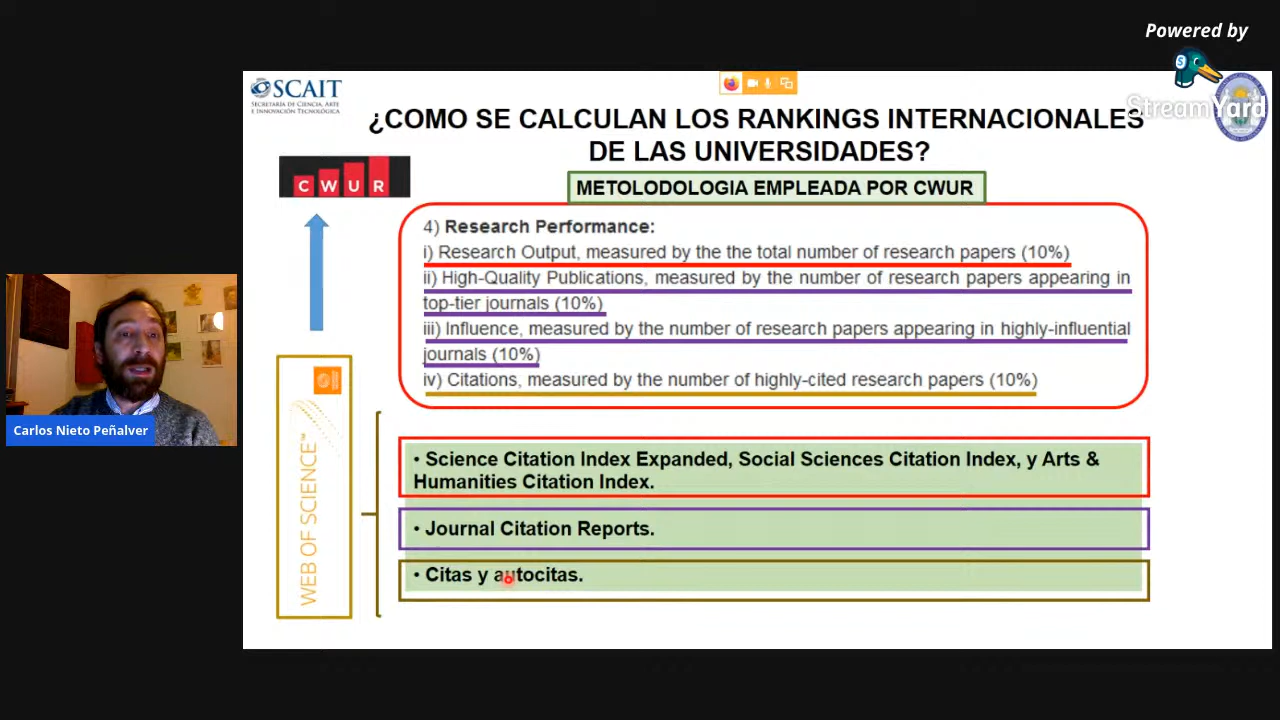 Powered by
StreamYard
SCAIT
SECRETARÍA DE CIENCIA, ARTE
E INNOVACIÓN TECNOLÓGICA
¿COMO SE CALCULAN LOS RANKINGS INTERNACIONALES
DE LAS UNIVERSIDADES?
CWUR
METOLODOLOGIA EMPLEADA POR CWUR
4) Research Performance:
i) Research Output, measured by the the total number of research papers (10%)
ii) High-Quality Publications, measured by the number of research papers appearing in
top-tier journals (10%)
iii) Influence, measured by the number of research papers appearing in highly-influential
journals (10%)
iv) Citations, measured by the number of highly-cited research papers (10%)
Carlos Nieto Peñalver
WEB OF SCIENCE™
• Science Citation Index Expanded, Social Sciences Citation Index, y Arts &
Humanities Citation Index.
• Journal Citation Reports.
• Citas y autocitas.